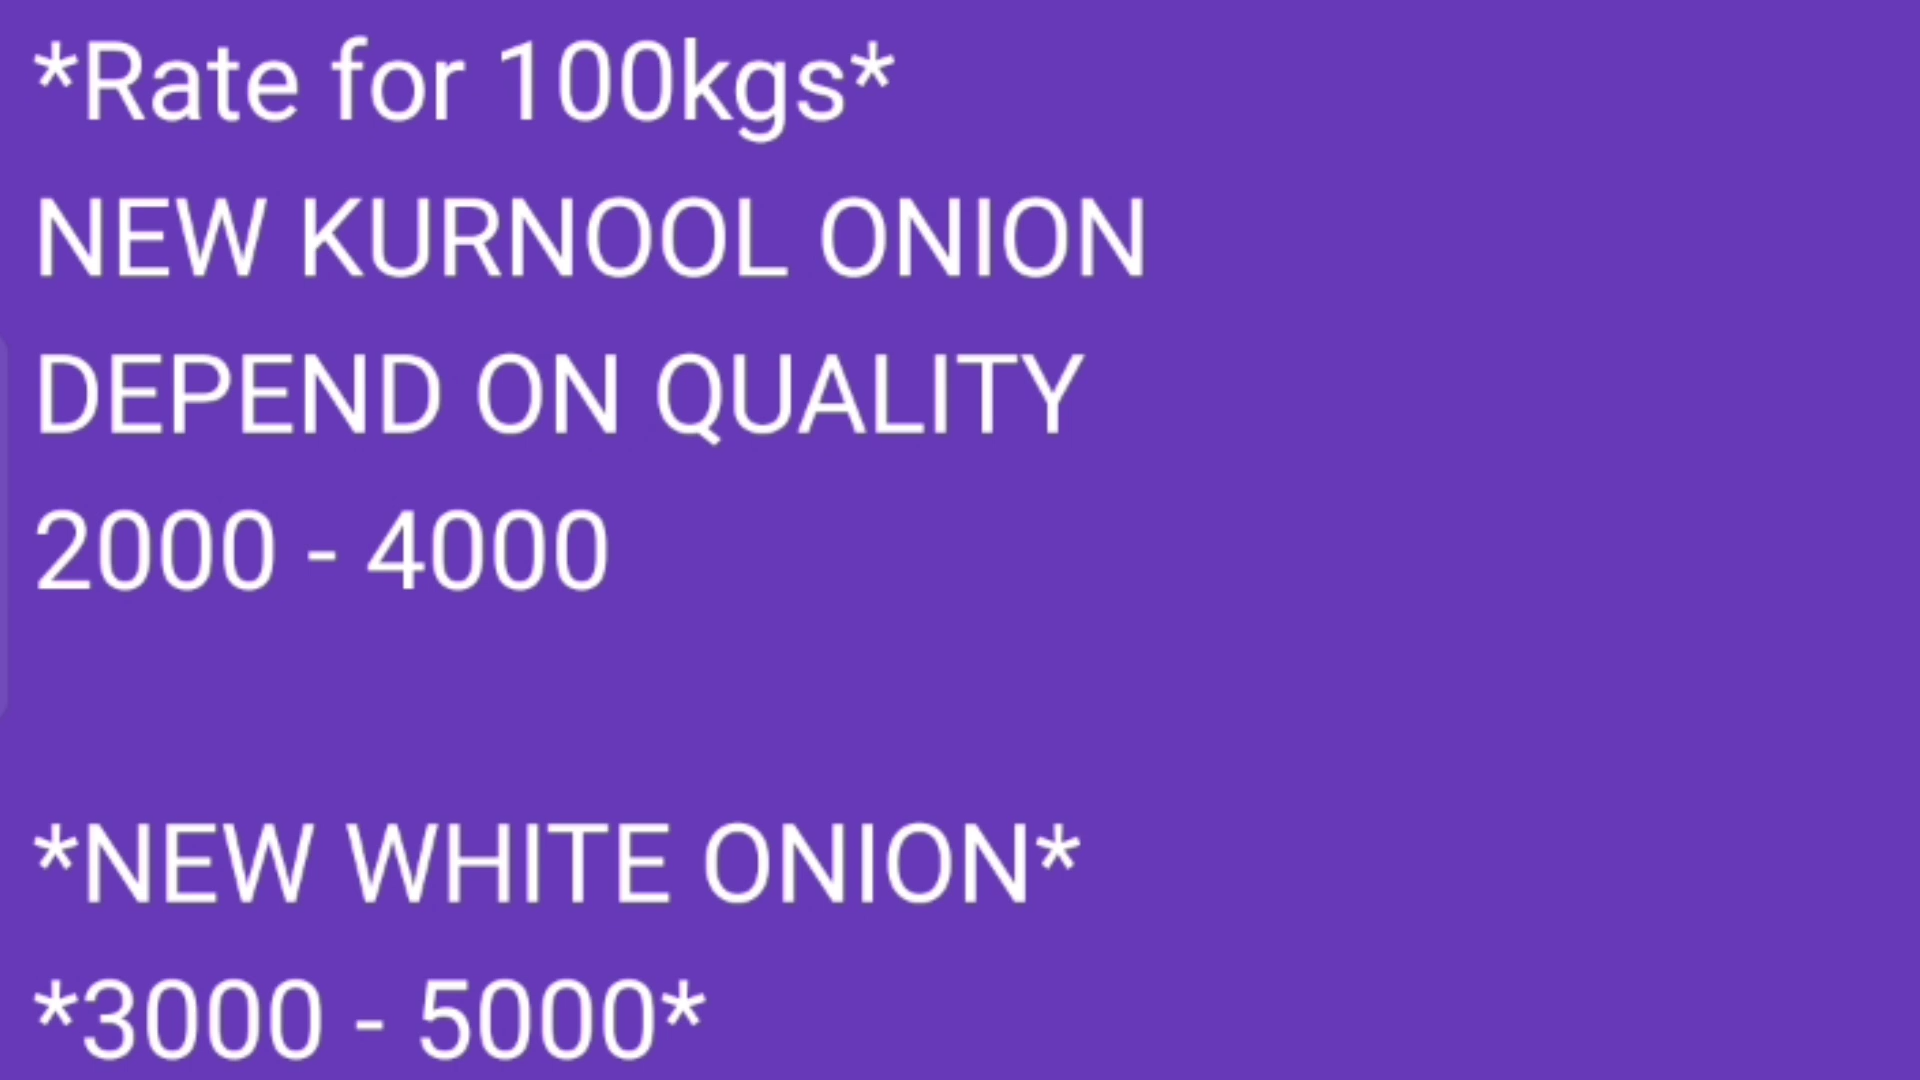 *Rate for 100kgs*
NEW KURNOOL ONION
DEPEND ON QUALITY
2000 - 4000
*NEW WHITE ONION*
*3000 - 5000*